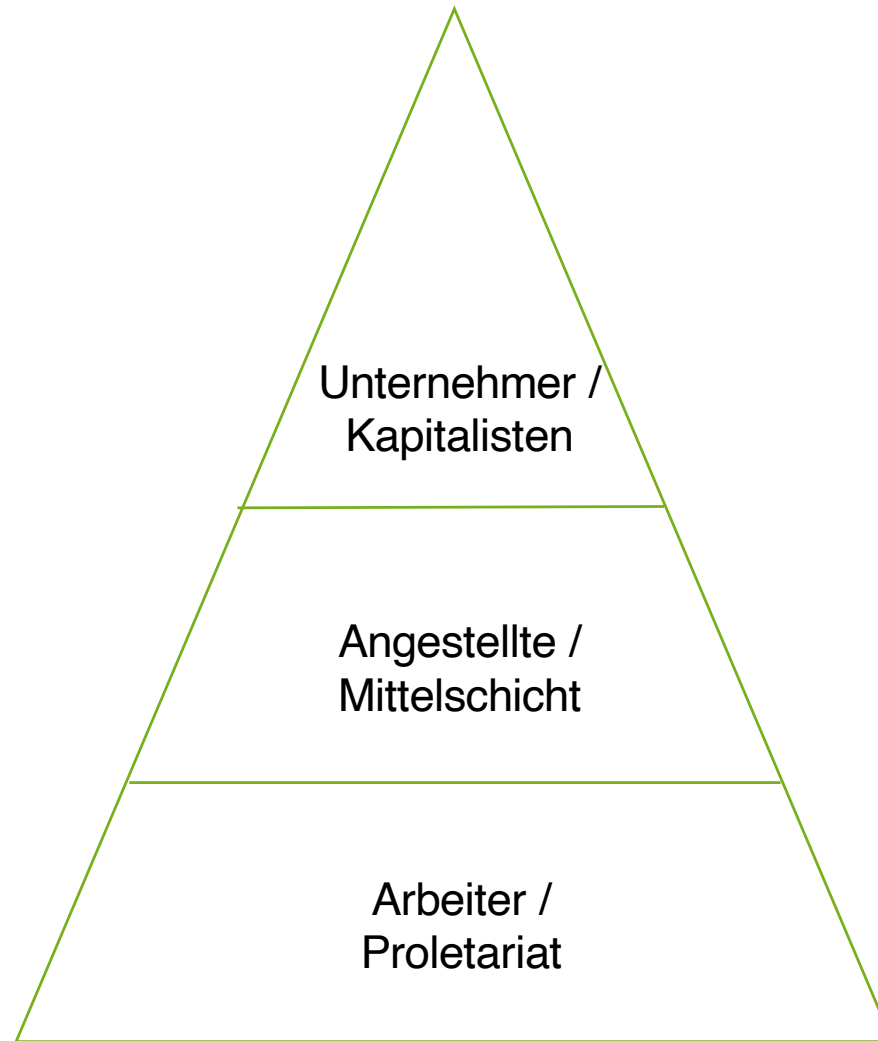 Unternehmer /
Kapitalisten
Angestellte /
Mittelschicht
Arbeiter /
Proletariat